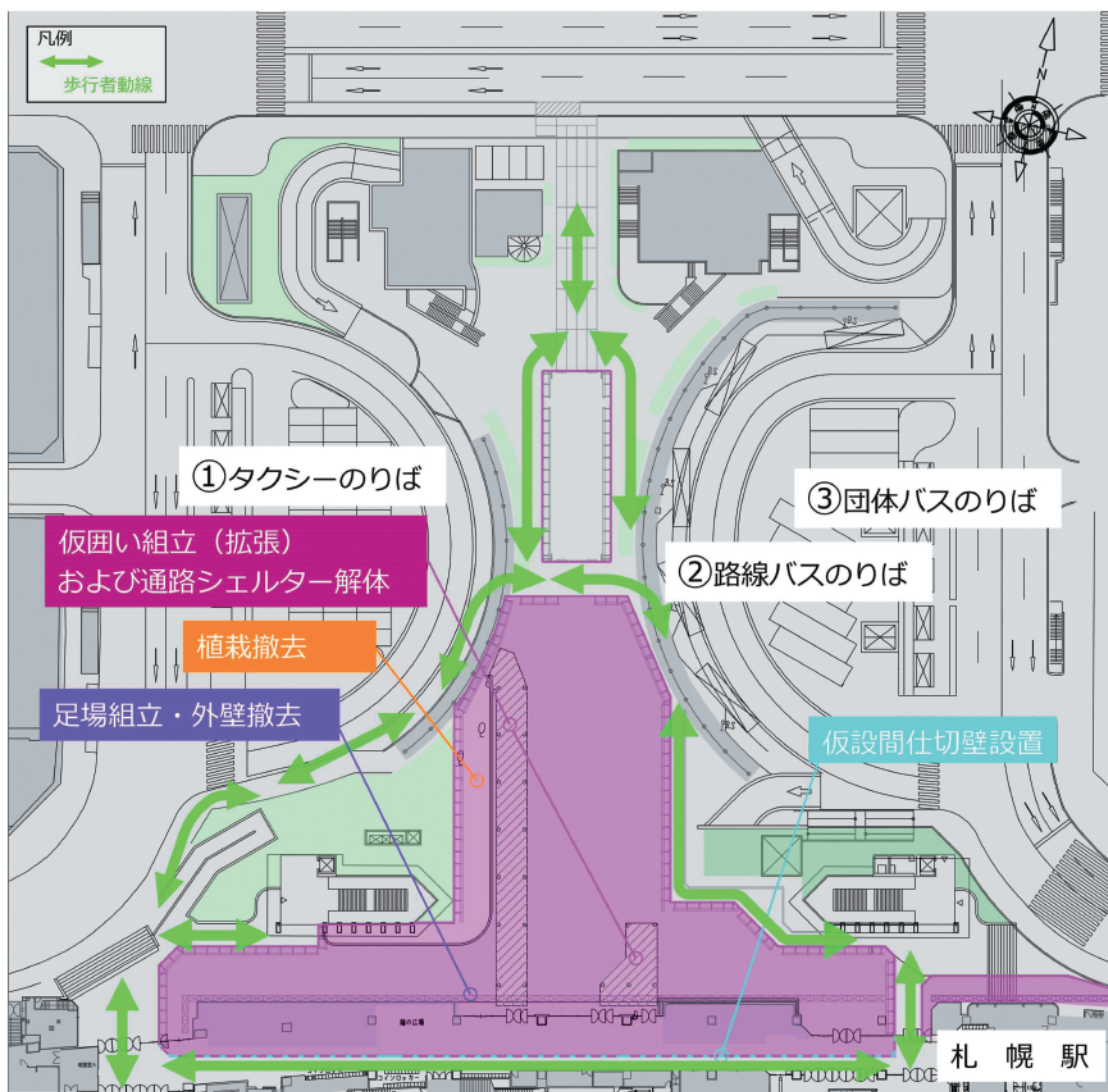 凡例
歩行者動線
N
①タクシーのりば
③団体バスのりば
仮囲い組立（拡張）
および通路シェルター解体
②路線バスのりば
植栽撤去
足場組立・外壁撤去
仮設間仕切壁設置
札幌駅